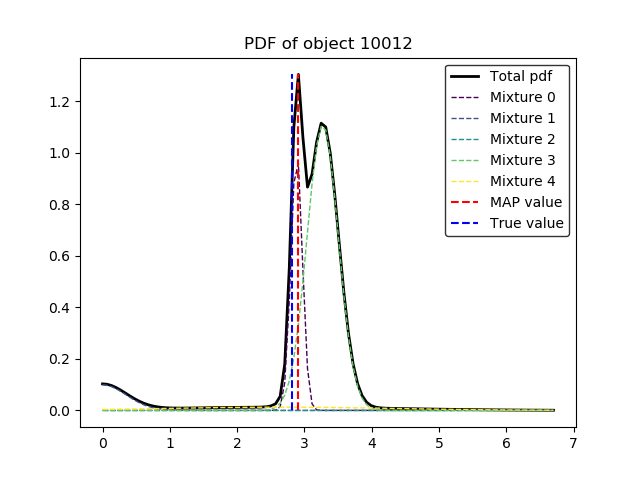 PDF of object 10012
Total pdf
Mixture 0
Mixture 1
Mixture 2
Mixture 3
Mixture 4
MAP value
True value
1.2
1.0
0.8
0.6
0.4
0.2
0.0
0 1 2 3 4 5 6 7